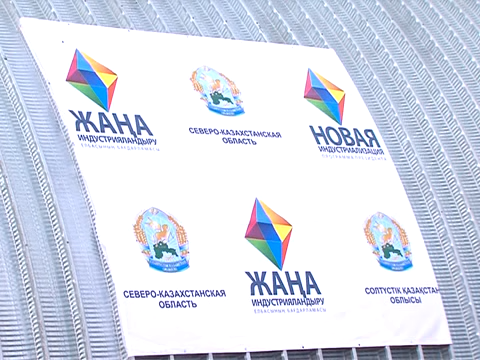 ЖАҢА
ИНДУСТРИЯЛАНДЫРУ
ЕЛБАСЫНЫҢ БАҒДАРЛАМАСЫ
СЕВЕРО-КАЗАХСТАНСКАЯ
ОБЛАСТЬ
НОВАЯ
ИНДУСТРИАЛИЗАЦИЯ
ПРОГРАММА ПРЕЗИДЕНТА
СЕВЕРО-КАЗАХСТАНСКАЯ
ОБЛАСТЬ
ЖАҢА
ИНДУСТРИЯЛАНДЫРУ
ЕЛБАСЫНЫҢ БАҒДАРЛАМАСЫ
СОЛТҮСТІК ҚАЗАҚСТАН
ОБЛЫСЫ